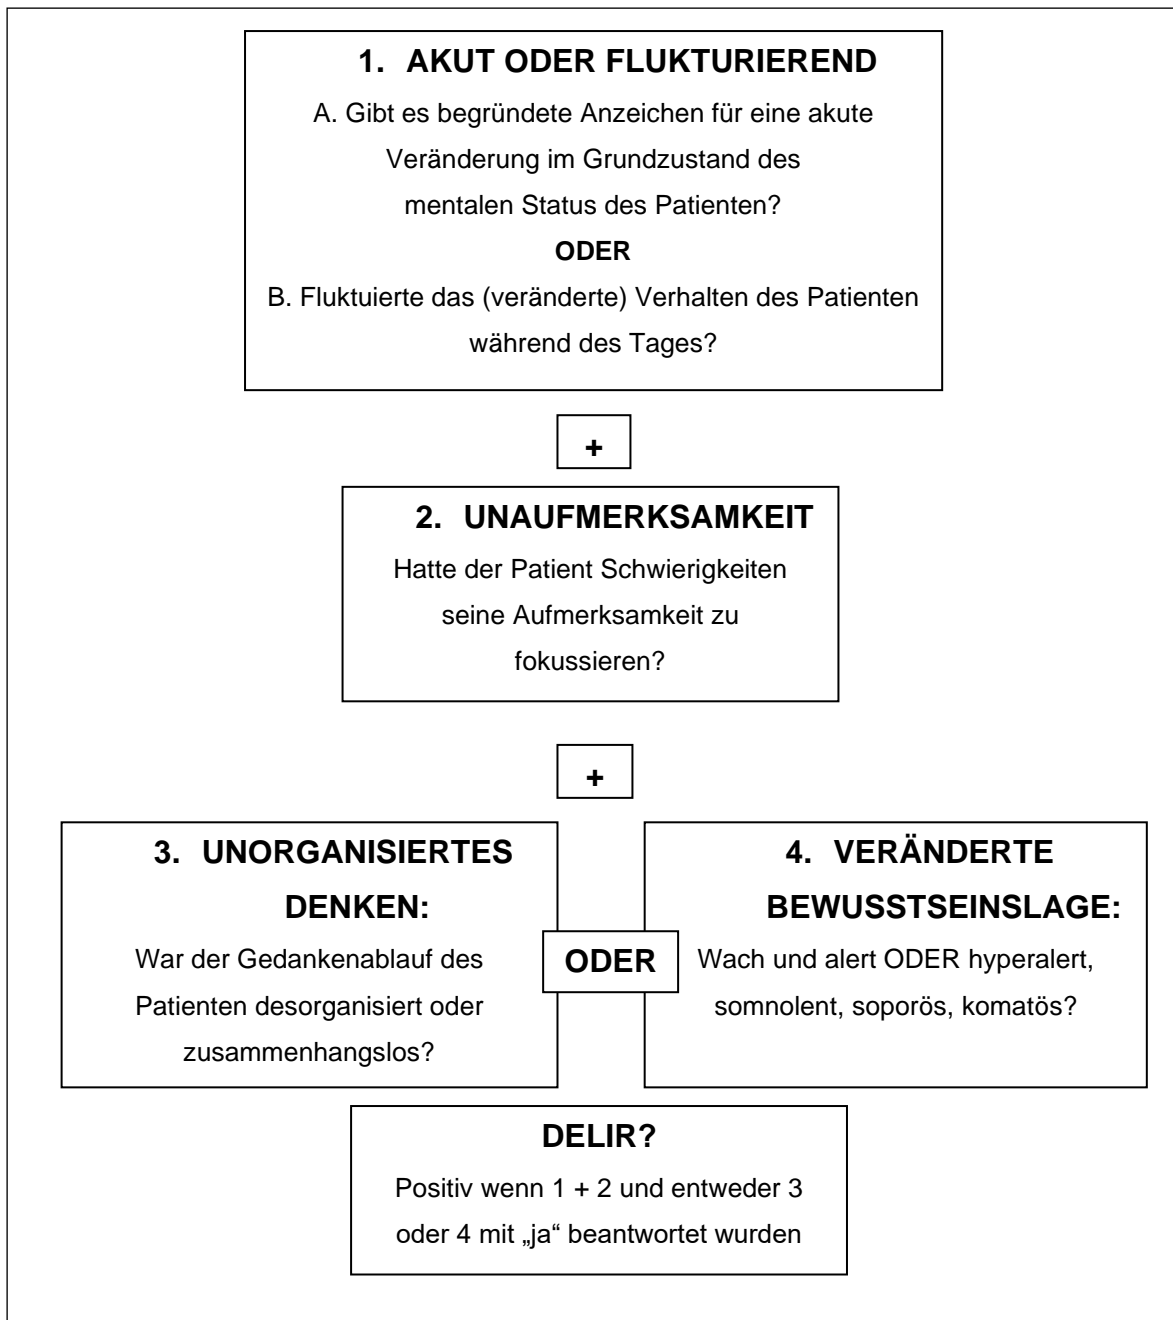 1. AKUT ODER FLUKTURIEREND
A. Gibt es begründete Anzeichen für eine akute
Veränderung im Grundzustand des
mentalen Status des Patienten?
ODER
B. Fluktuierte das (veränderte) Verhalten des Patienten
während des Tages?
+
2. UNAUFMERKSAMKEIT
Hatte der Patient Schwierigkeiten
seine Aufmerksamkeit zu
fokussieren?
+
3. UNORGANISIERTES
DENKEN:
War der Gedankenablauf des
Patienten desorganisiert oder
zusammenhangslos?
ODER
4. VERÄNDERTE
BEWUSSTSEINSLAGE:
Wach und alert ODER hyperalert,
somnolent, soporös, komatös?
DELIR?
Positiv wenn 1 + 2 und entweder 3
oder 4 mit „ja“ beantwortet wurden